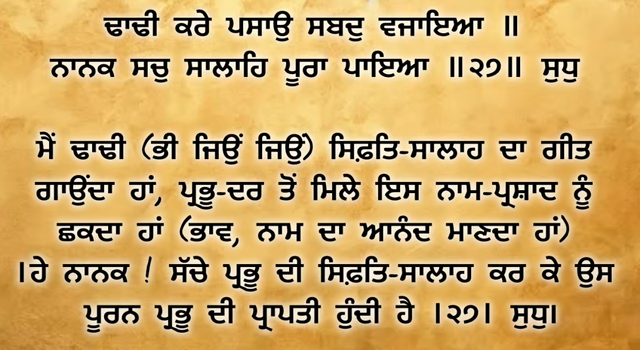 ਢਾਢੀ ਕਰੇ ਪਸਾਉ ਸਬਦੁ ਵਜਾਇਆ ॥
ਨਾਨਕ ਸਚੁ ਸਾਲਾਹਿ ਪੂਰਾ ਪਾਇਆ ॥੨੭॥ ਸੁਧੁ
ਮੈਂ ਢਾਢੀ (ਭੀ ਜਿਉਂ ਜਿਉਂ) ਸਿਫ਼ਤਿ-ਸਾਲਾਹ ਦਾ ਗੀਤ
ਗਾਉਂਦਾ ਹਾਂ, ਪ੍ਰਭੂ-ਦਰ ਤੋਂ ਮਿਲੇ ਇਸ ਨਾਮ-ਪ੍ਰਸ਼ਾਦ ਨੂੰ
ਛਕਦਾ ਹਾਂ (ਭਾਵ, ਨਾਮ ਦਾ ਆਨੰਦ ਮਾਣਦਾ ਹਾਂ)
।ਹੇ ਨਾਨਕ ! ਸੱਚੇ ਪ੍ਰਭੂ ਦੀ ਸਿਫ਼ਤਿ-ਸਾਲਾਹ ਕਰ ਕੇ ਉਸ
ਪੂਰਨ ਪ੍ਰਭੂ ਦੀ ਪ੍ਰਾਪਤੀ ਹੁੰਦੀ ਹੈ ।੨੭। ਸੁਧੁ।